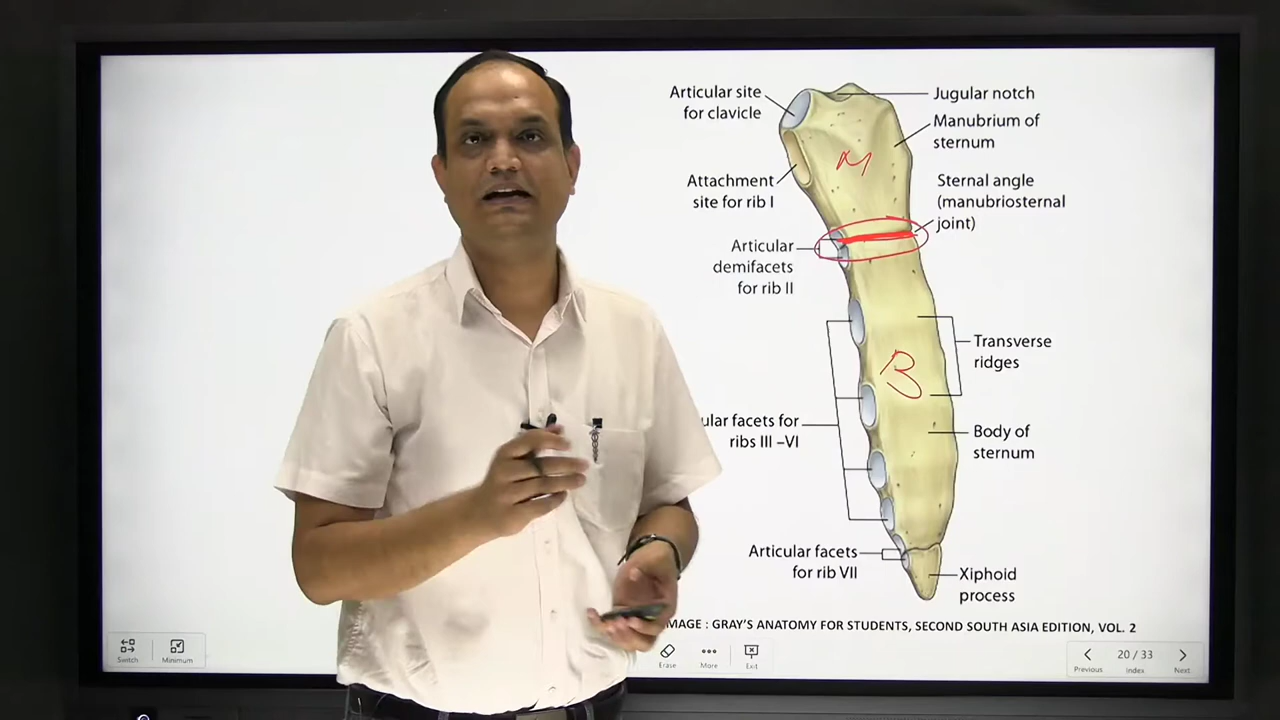 Articular site
for clavicle
Jugular notch
Manubrium of
sternum
M
Attachment
site for rib I
Sternal angle
(manubriosternal
joint)
Articular
demifacets
for rib II
Transverse
ridges
B
ular facets for
ribs III –VI
Body of
sternum
Articular facets
for rib VII
Xiphoid
process
MAGE : GRAY'S ANATOMY FOR STUDENTS, SECOND SOUTH ASIA EDITION, VOL. 2
Switch
Minimum
Erase
More
Exit
Previous
20 / 33
Index
Next